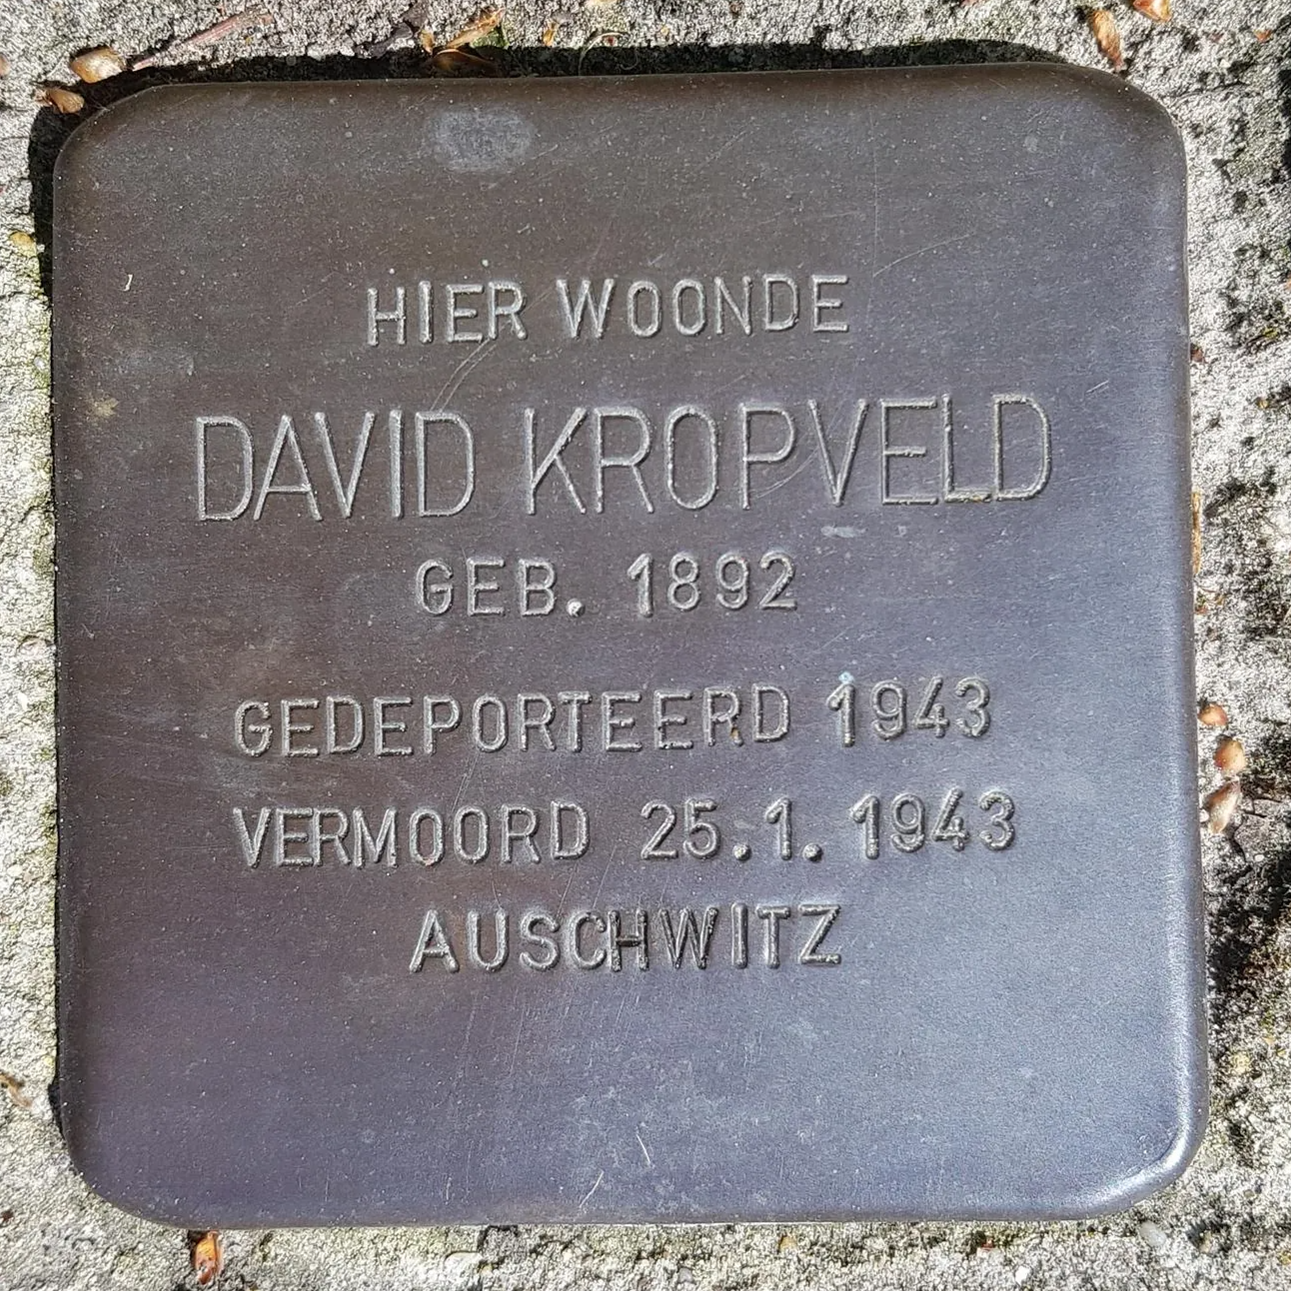 HIER WOONDE
DAVID KROPVELD
GEB. 1892
GEDEPORTEERD 1943
VERMOORD 25.1.1943
AUSCHWITZ